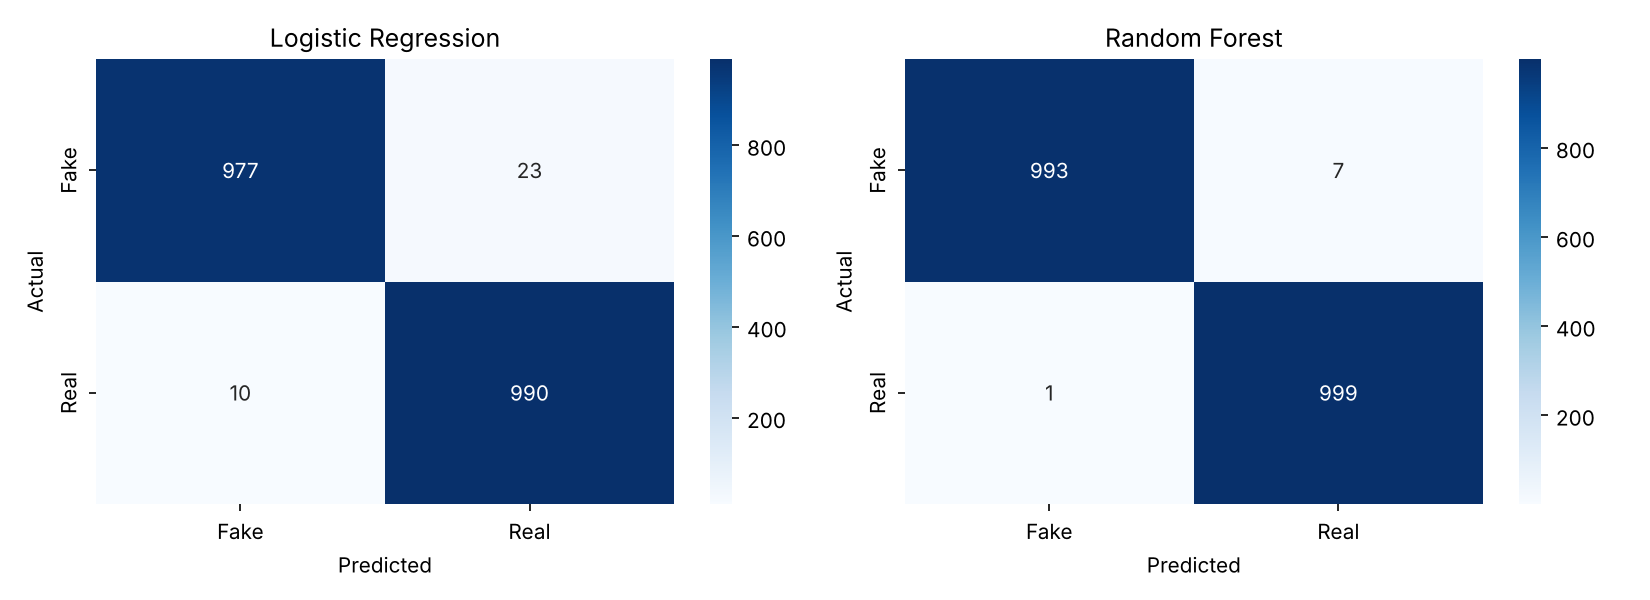 Logistic Regression
Actual
Fake
Real
977
23
10
990
Fake
Real
Predicted
800
600
400
200
Random Forest
Actual
Fake
Real
993
7
1
999
Fake
Real
Predicted
800
600
400
200